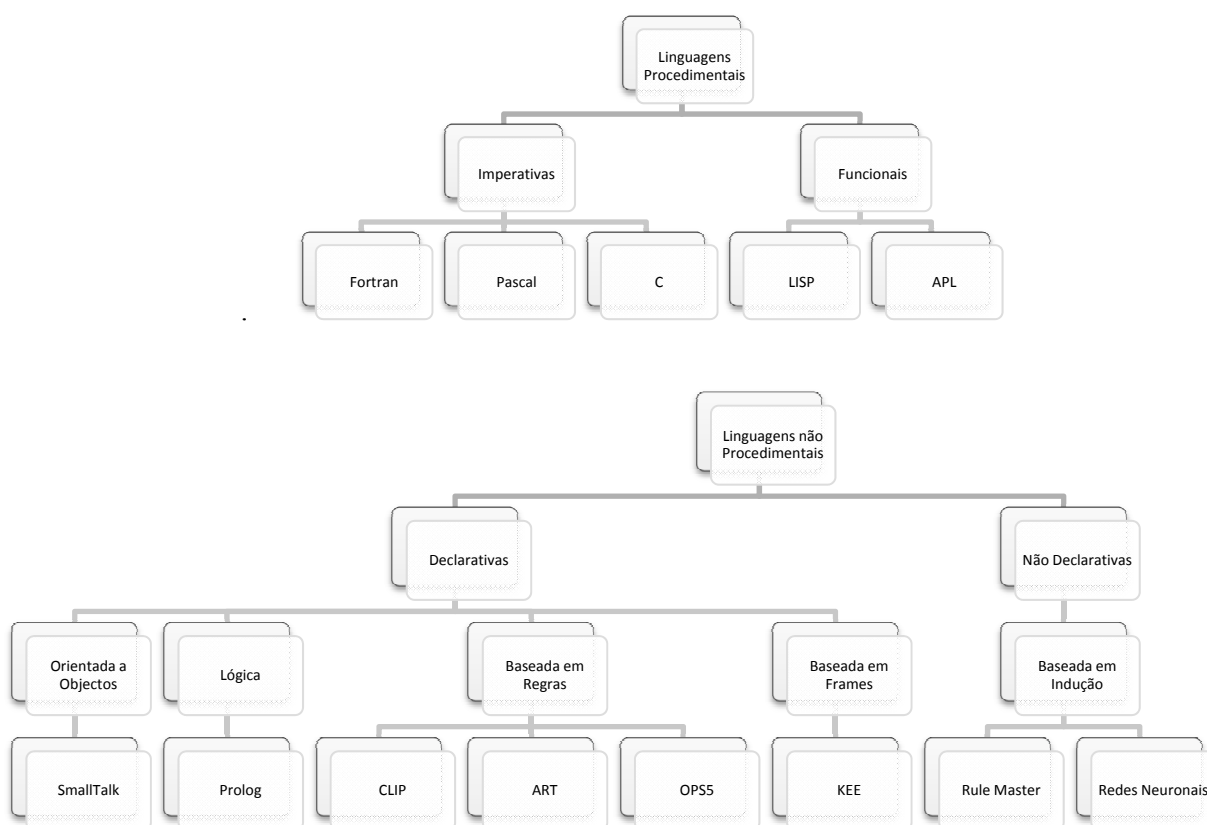 Linguagens
Procedimentais
Imperativas
Funcionais
Fortran
Pascal
C
LISP
APL
.
Linguagens não
Procedimentais
Declarativas
Não Declarativas
Orientada a
Objectos
Lógica
Baseada em
Regras
Baseada em
Frames
Baseada em
Indução
SmallTalk
Prolog
CLIP
ART
OPS5
KEE
Rule Master
Redes Neuronais